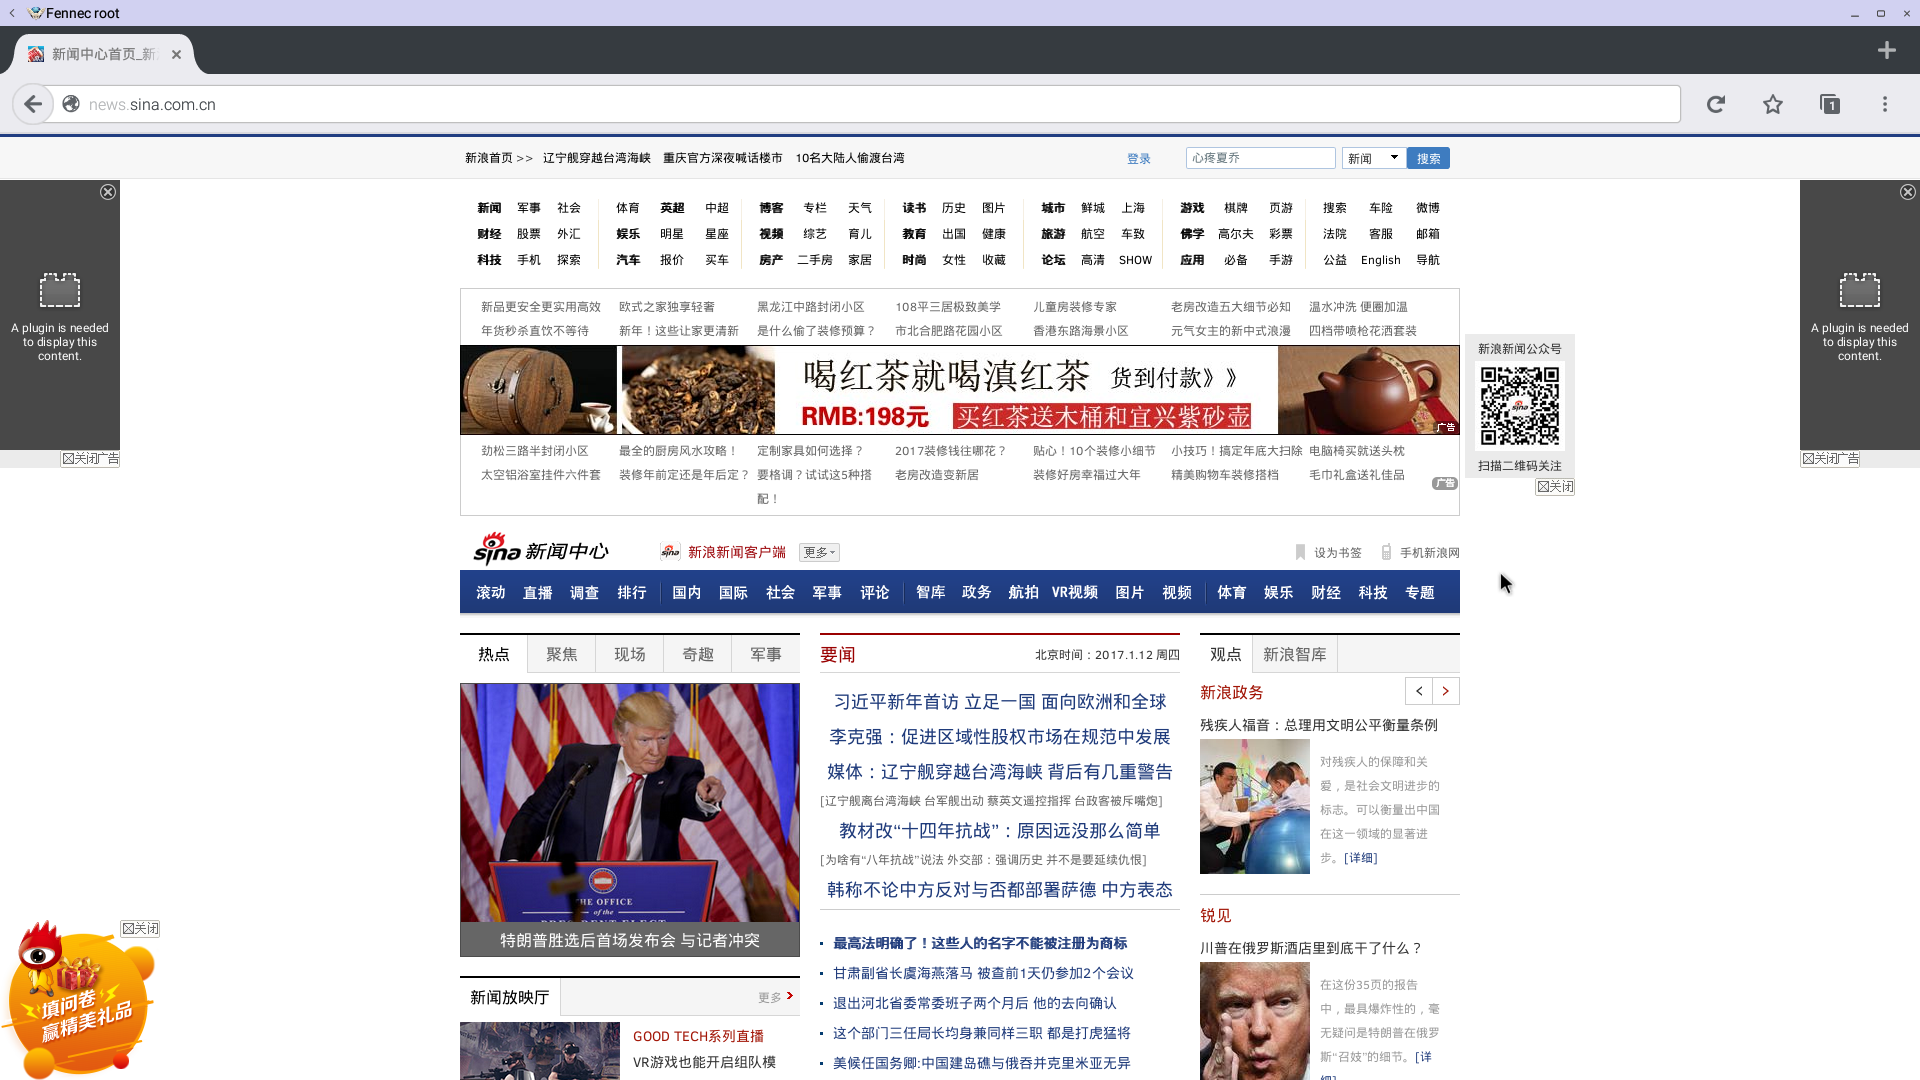 Fennec root
新闻中心首页_新
news.sina.com.cn
1
新浪首页 >> 辽宁舰穿越台湾海峡 重庆官方深夜喊话楼市 10名大陆人偷渡台湾
登录
心疼夏乔
新闻
搜索
新闻 军事 社会 体育 英超 中超 博客 专栏 天气 读书 历史 图片 城市 鲜城 上海 游戏 棋牌 页游 搜索 车险 微博
财经 股票 外汇 娱乐 明星 星座 视频 综艺 育儿 教育 出国 健康 旅游 航空 车致 佛学 高尔夫 彩票 法院 客服 邮箱
科技 手机 探索 汽车 报价 买车 房产 二手房 家居 时尚 女性 收藏 论坛 高清 SHOW 应用 必备 手游 公益 English 导航
A plugin is needed
to display this
content.
关闭广告
A plugin is needed
to display this
content.
关闭广告
新品更安全更实用高效 欧式之家独享轻奢 黑龙江中路封闭小区 108平三居极致美学 儿童房装修专家 老房改造五大细节必知 温水冲洗 便圈加温
年货秒杀直饮不等待 新年！这些让家更清新 是什么偷了装修预算？ 市北合肥路花园小区 香港东路海景小区 元气女主的新中式浪漫 四档带喷枪花洒套装
喝红茶就喝滇红茶 货到付款》》
RMB:198元 买红茶送木桶和宜兴紫砂壶
广告
劲松三路半封闭小区 最全的厨房风水攻略！ 定制家具如何选择？ 2017装修钱往哪花？ 贴心！10个装修小细节 小技巧！搞定年底大扫除 电脑椅买就送头枕
太空铝浴室挂件六件套 装修年前定还是年后定？ 要格调？试试这5种搭 老房改造变新居 装修好房幸福过大年 精美购物车装修搭档 毛巾礼盒送礼佳品
配！
广告
新浪新闻公众号
sina
扫描二维码关注
关闭
sina 新闻中心
sina 新浪新闻客户端
更多
设为书签 手机新浪网
滚动 直播 调查 排行 国内 国际 社会 军事 评论 智库 政务 航拍 VR视频 图片 视频 体育 娱乐 财经 科技 专题
热点 聚焦 现场 奇趣 军事
THE OFFICE
of the
PRESIDENT ELECT
特朗普胜选后首场发布会 与记者冲突
新闻放映厅
更多
GOOD TECH系列直播
VR游戏也能开启组队模
要闻
北京时间：2017.1.12 周四
习近平新年首访 立足一国 面向欧洲和全球
李克强：促进区域性股权市场在规范中发展
媒体：辽宁舰穿越台湾海峡 背后有几重警告
[辽宁舰离台湾海峡 台军舰出动 蔡英文遥控指挥 台政客被斥嘴炮]
教材改“十四年抗战”：原因远没那么简单
[为啥有“八年抗战”说法 外交部：强调历史 并不是要延续仇恨]
韩称不论中方反对与否都部署萨德 中方表态
最高法明确了！这些人的名字不能被注册为商标
甘肃副省长虞海燕落马 被查前1天仍参加2个会议
退出河北省委常委班子两个月后 他的去向确认
这个部门三任局长均身兼同样三职 都是打虎猛将
美候任国务卿:中国建岛礁与俄吞并克里米亚无异
观点 新浪智库
新浪政务
残疾人福音：总理用文明公平衡量条例
对残疾人的保障和关
爱，是社会文明进步的
标志。可以衡量出中国
在这一领域的显著进
步。[详细]
锐见
川普在俄罗斯酒店里到底干了什么？
在这份35页的报告
中，最具爆炸性的，毫
无疑问是特朗普在俄罗
斯“召妓”的细节。[详
细]
关闭
填问卷
赢精美礼品